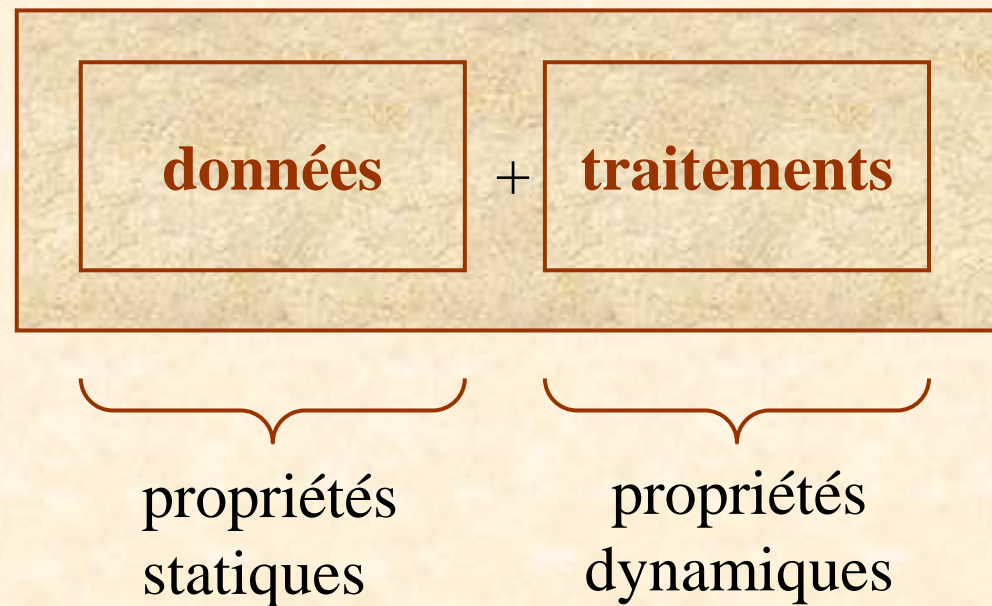 données + traitements
propriétés propriétés
statiques dynamiques